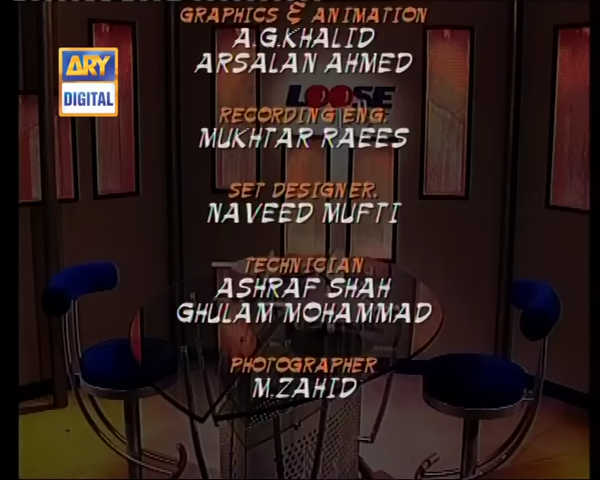 GRAPHICS & ANIMATION
A.G.KHALID
ARSALAN AHMED
ARY
DIGITAL
LOOSE
RECORDING ENG.
MUKHTAR RAEES
SET DESIGNER.
NAVEED MUFTI
TECHNICIAN
ASHRAF SHAH
GHULAM MOHAMMAD
PHOTOGRAPHER
M.ZAHID